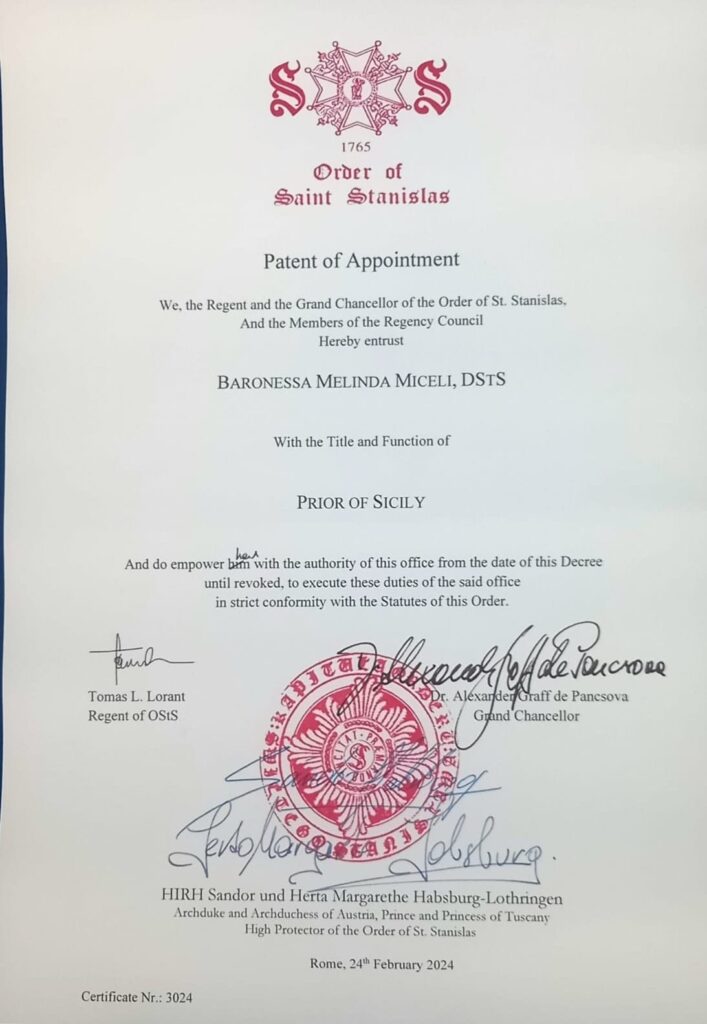 S S
1765
Order of
Saint Stanislas
Patent of Appointment
We, the Regent and the Grand Chancellor of the Order of St. Stanislas,
And the Members of the Regency Council
Hereby entrust
BARONESSA MELINDA MICELI, DSTS
With the Title and Function of
PRIOR OF SICILY
her
And do empower him with the authority of this office from the date of this Decree
until revoked, to execute these duties of the said office
in strict conformity with the Statutes of this Order.
Tomas L. Lorant
Regent of OStS
Dr. Alexander Graff de Pancsova
Grand Chancellor
HIRH Sandor und Herta Margarethe Habsburg-Lothringen
Archduke and Archduchess of Austria, Prince and Princess of Tuscany
High Protector of the Order of St. Stanislas
Rome, 24th February 2024
Certificate Nr.: 3024